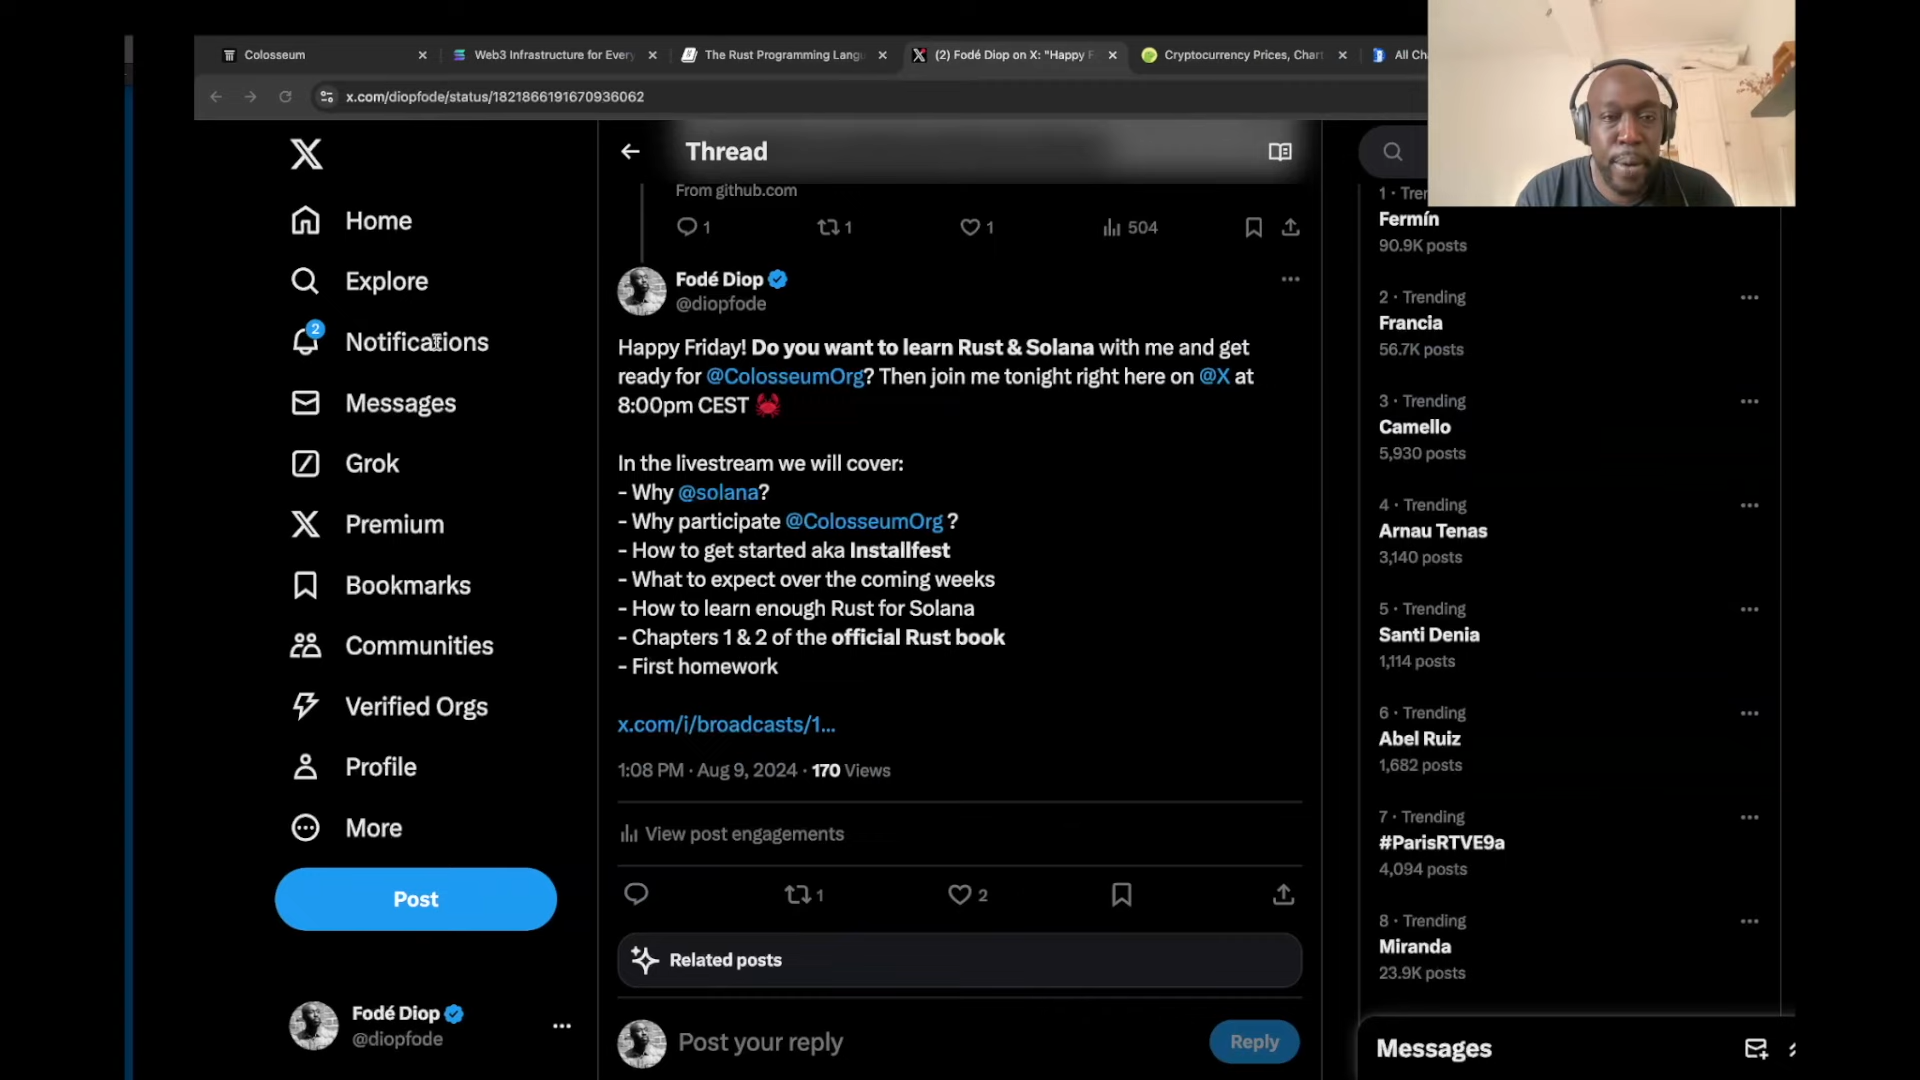 Colosseum
Web3 Infrastructure for Every
The Rust Programming Langu
(2) Fodé Diop on X: "Happy F
Cryptocurrency Prices, Chart
All Ch
x.com/diopfode/status/1821866191670936062
Home
Explore
2
Notifications
Messages
Grok
Premium
Bookmarks
Communities
Verified Orgs
Profile
More
Post
Fodé Diop
@diopfode
Thread
From github.com
1
1
1
504
Fodé Diop
@diopfode
Happy Friday! Do you want to learn Rust & Solana with me and get
ready for @ColosseumOrg? Then join me tonight right here on @X at
8:00pm CEST 🦀
In the livestream we will cover:
- Why @solana?
- Why participate @ColosseumOrg ?
- How to get started aka Installfest
- What to expect over the coming weeks
- How to learn enough Rust for Solana
- Chapters 1 & 2 of the official Rust book
- First homework
x.com/i/broadcasts/1...
1:08 PM · Aug 9, 2024 · 170 Views
View post engagements
1
2
Related posts
Post your reply
Reply
1 · Tren
Fermín
90.9K posts
2 · Trending
Francia
56.7K posts
3 · Trending
Camello
5,930 posts
4 · Trending
Arnau Tenas
3,140 posts
5 · Trending
Santi Denia
1,114 posts
6 · Trending
Abel Ruiz
1,682 posts
7 · Trending
#ParisRTVE9a
4,094 posts
8 · Trending
Miranda
23.9K posts
Messages